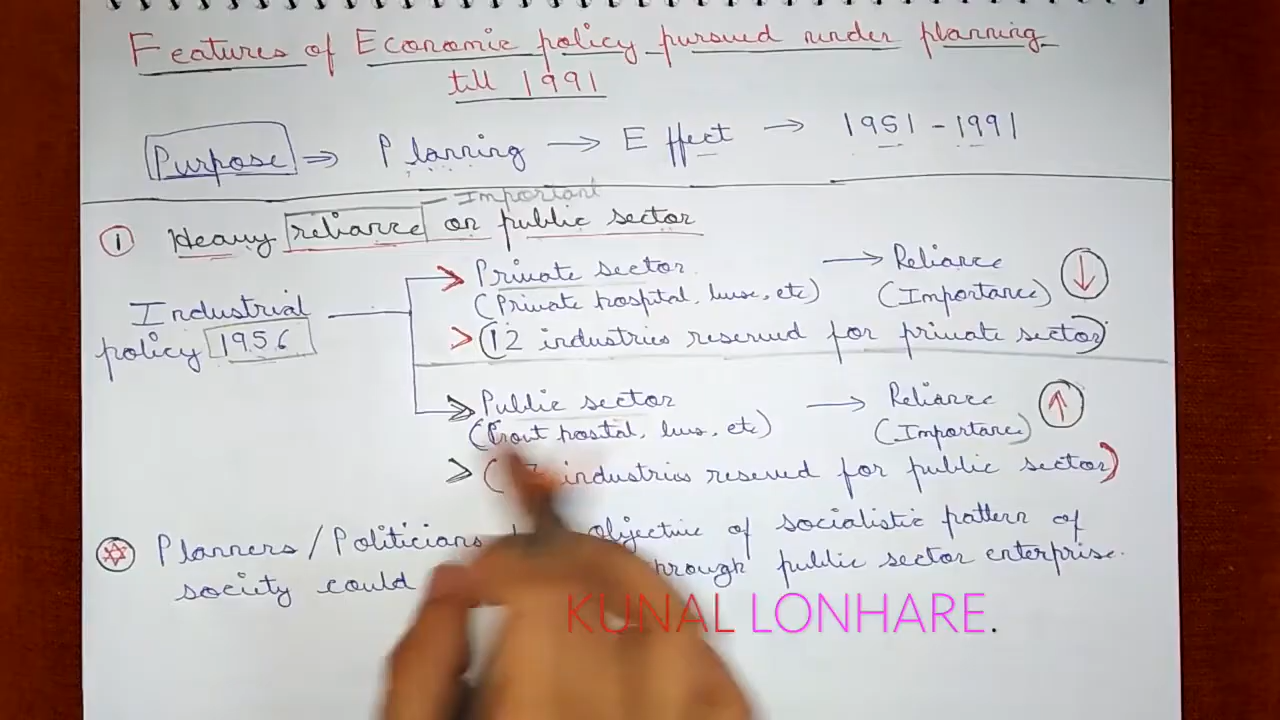 Features of Economic policy pursued under planning
till 1991
Purpose ⇒ Planning → Effect → 1951 - 1991
Important
① Heavy reliance on public sector
Private sector → Reliance ↓
(Private hospital, luse, etc) (Importance)
Industrial
policy 1956
> (12 industries reserved for private sector)
Public sector → Reliance ↑
( hospital, lus, etc) (Importance)
> ( industries reserved for public sector)
Planners/Politicians objective of socialistic pattern of
society could through public sector enterprise.
KUNAL LONHARE.